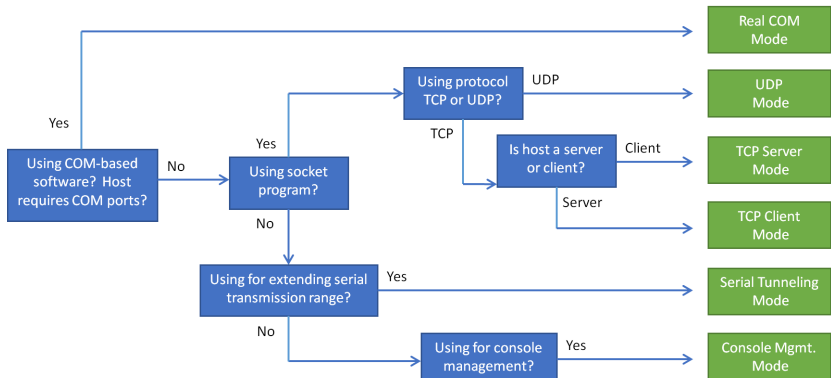 Real COM
Mode
Using protocol
TCP or UDP?
UDP
UDP
Mode
Yes
Yes
TCP
Using COM-based
software?  Host
requires COM ports?
No
Using socket
program?
Is host a server
or client?
Client
TCP Server
Mode
Server
No
TCP Client
Mode
Using for extending serial
transmission range?
Yes
Serial Tunneling
Mode
No
Using for console
management?
Yes
Console Mgmt.
Mode